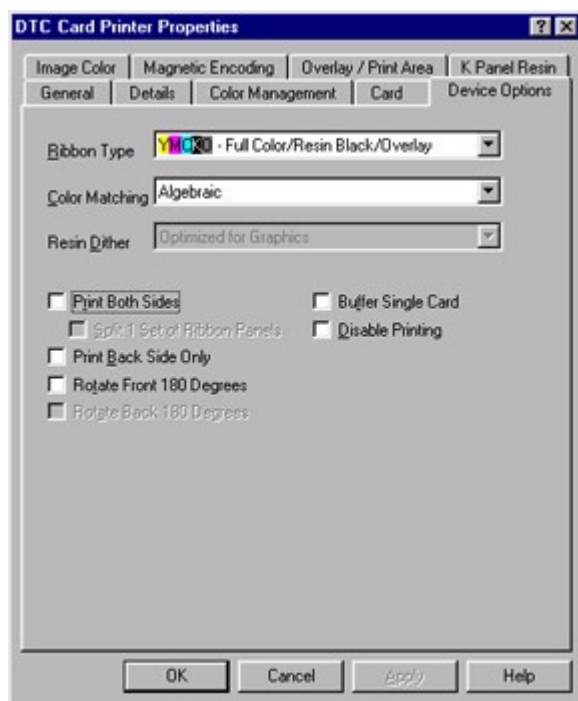 DTC Card Printer Properties
Image Color Magnetic Encoding Overlay / Print Area K Panel Resin
General Details Color Management Card Device Options
Ribbon Type YMCKO - Full Color/Resin Black/Overlay
Color Matching Algebraic
Resin Dither Optimized for Graphics
Print Both Sides Buffer Single Card
Split 1 Set of Ribbon Panels Disable Printing
Print Back Side Only
Rotate Front 180 Degrees
Rotate Back 180 Degrees
OK Cancel Apply Help